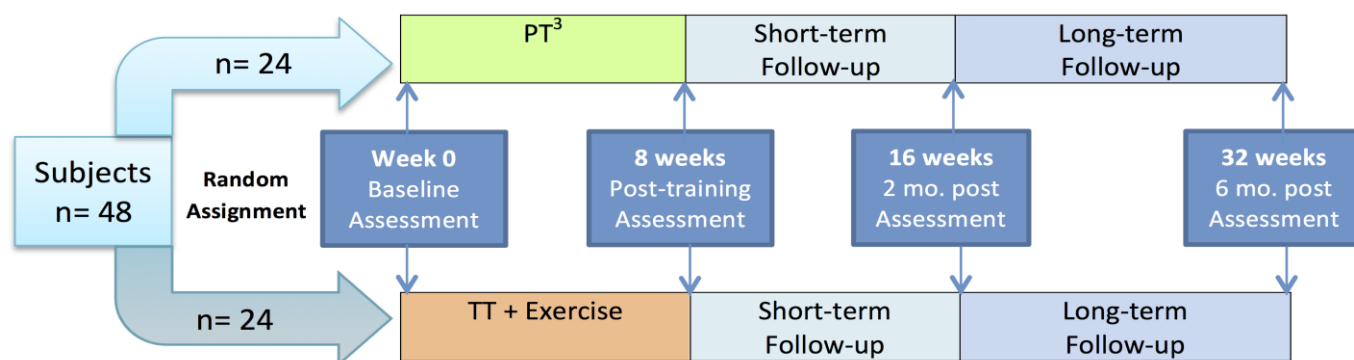 PT³
Short-term
Follow-up
Long-term
Follow-up
n= 24
Subjects
n= 48
Random
Assignment
Week 0
Baseline
Assessment
8 weeks
Post-training
Assessment
16 weeks
2 mo. post
Assessment
32 weeks
6 mo. post
Assessment
n= 24
TT + Exercise
Short-term
Follow-up
Long-term
Follow-up